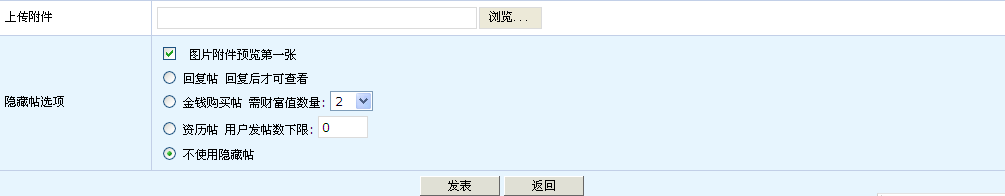 上传附件 浏览...
图片附件预览第一张
回复帖 回复后才可查看
隐藏帖选项
金钱购买帖 需财富值数量: 2
资历帖 用户发帖数下限: 0
不使用隐藏帖
发表 返回